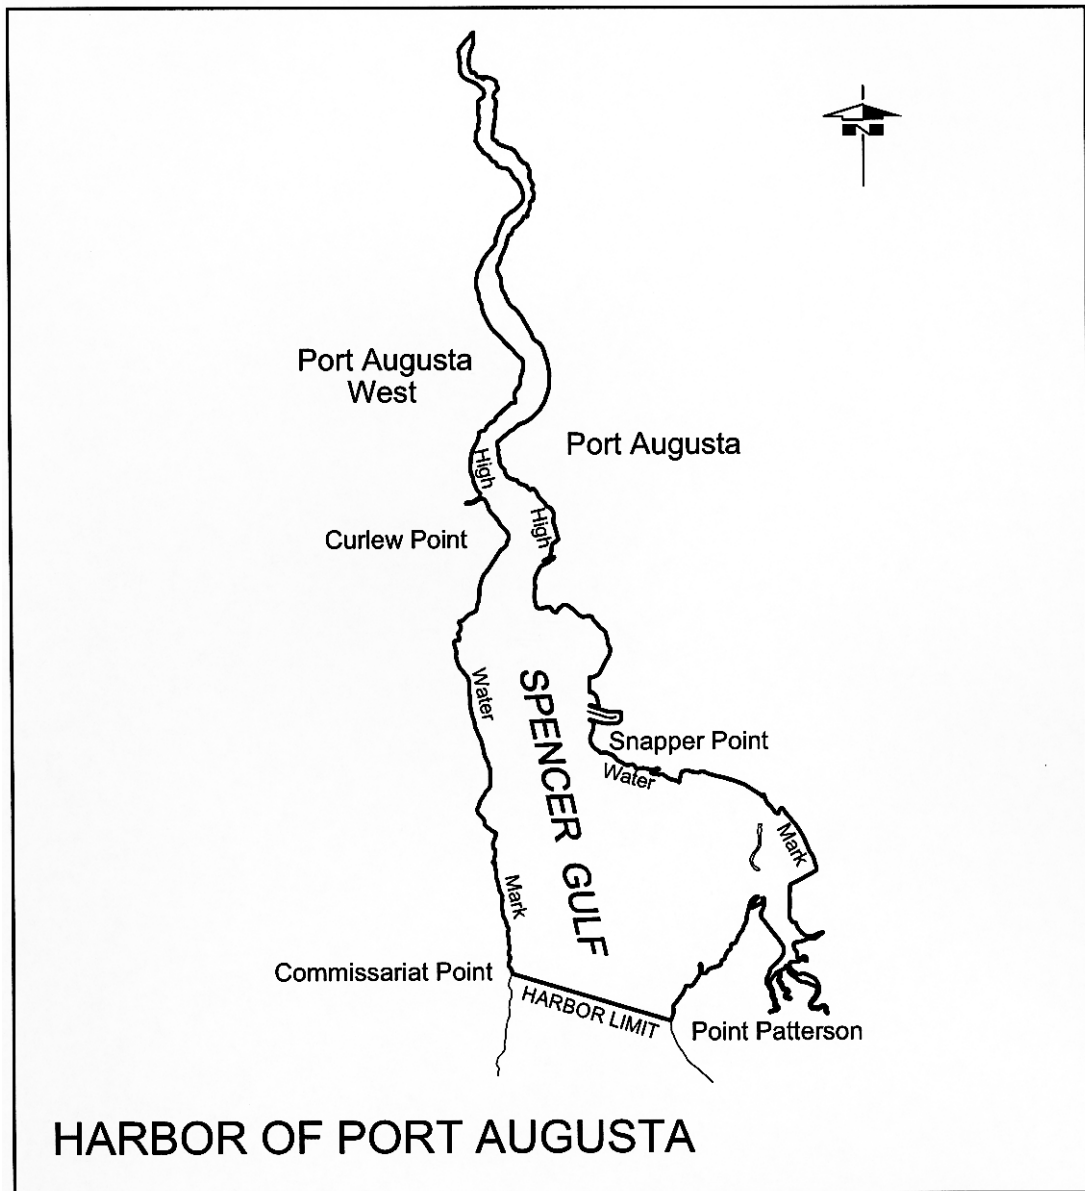 Port Augusta
West
Port Augusta
High
High
Curlew Point
Water
SPENCER GULF
Snapper Point
Water
Mark
Mark
Commissariat Point
HARBOR LIMIT
Point Patterson
HARBOR OF PORT AUGUSTA